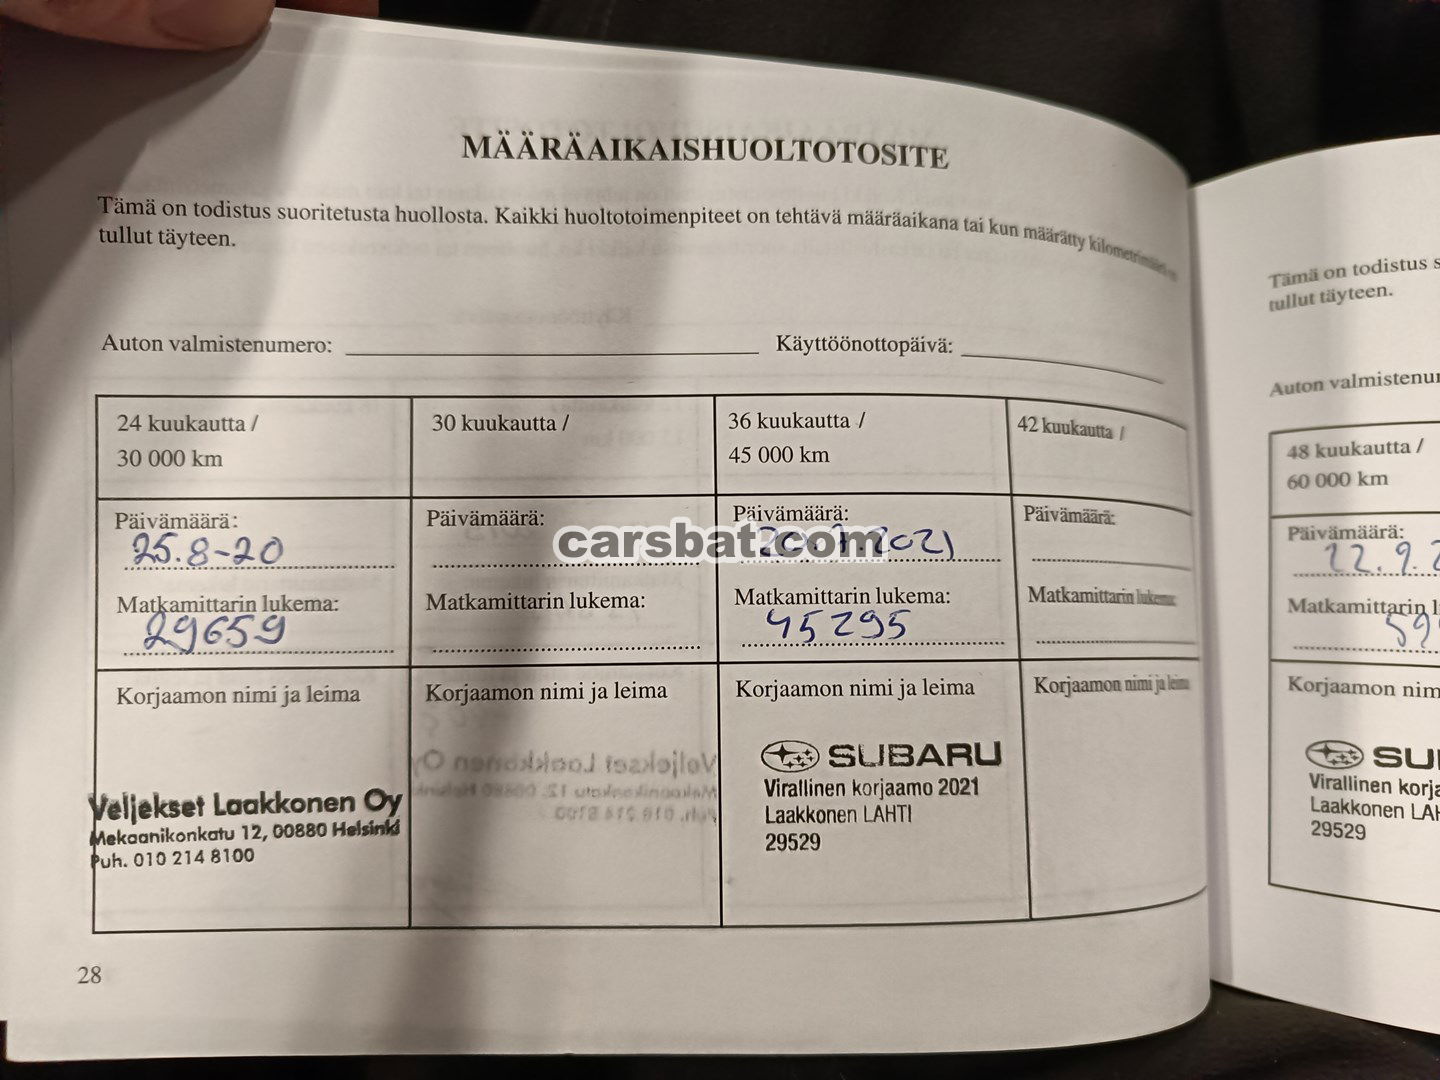 MÄÄRÄAIKAISHUOLTOTOSITE
Tämä on todistus suoritetusta huollosta. Kaikki huoltotoimenpiteet on tehtävä määräaikana tai kun määrätty
tullut täyteen.
Auton valmistenumero:
Käyttöönottopäivä:
24 kuukautta /
30 000 km
Päivämäärä:
25.8-20
Matkamittarin lukema:
29659
Korjaamon nimi ja leima
Veljekset Laakkonen Oy
Mekaanikonkatu 12, 00880 Helsinki
Puh. 010 214 8100
30 kuukautta /
Päivämäärä:
Matkamittarin lukema:
Korjaamon nimi ja leima
36 kuukautta /
45 000 km
Päivämäärä:
Matkamittarin lukema:
45295
Korjaamon nimi ja leima
SUBARU
Virallinen korjaamo 2021
Laakkonen LAHTI
29529
42 kuukautta /
Päivämäärä:
Matkamittarin lukema:
Korjaamon nimi ja leima
28
carsbat.com
Tämä on todistus
tullut täyteen.
Auton
48 kuukautta /
60 000 km
Päivämäärä:
Matkamittarin
Korjaamon
Virallinen
Laakkonen
29529